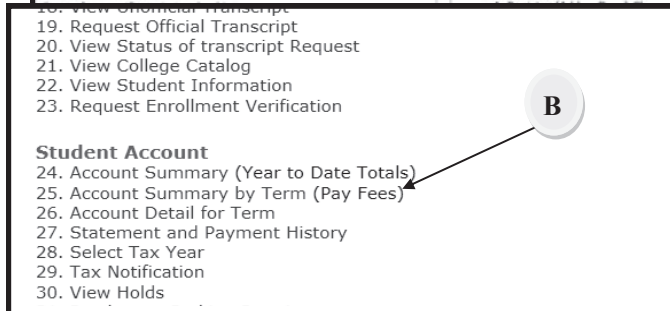 19. Request Official Transcript
20. View Status of transcript Request
21. View College Catalog
22. View Student Information
23. Request Enrollment Verification
B
Student Account
24. Account Summary (Year to Date Totals)
25. Account Summary by Term (Pay Fees)
26. Account Detail for Term
27. Statement and Payment History
28. Select Tax Year
29. Tax Notification
30. View Holds